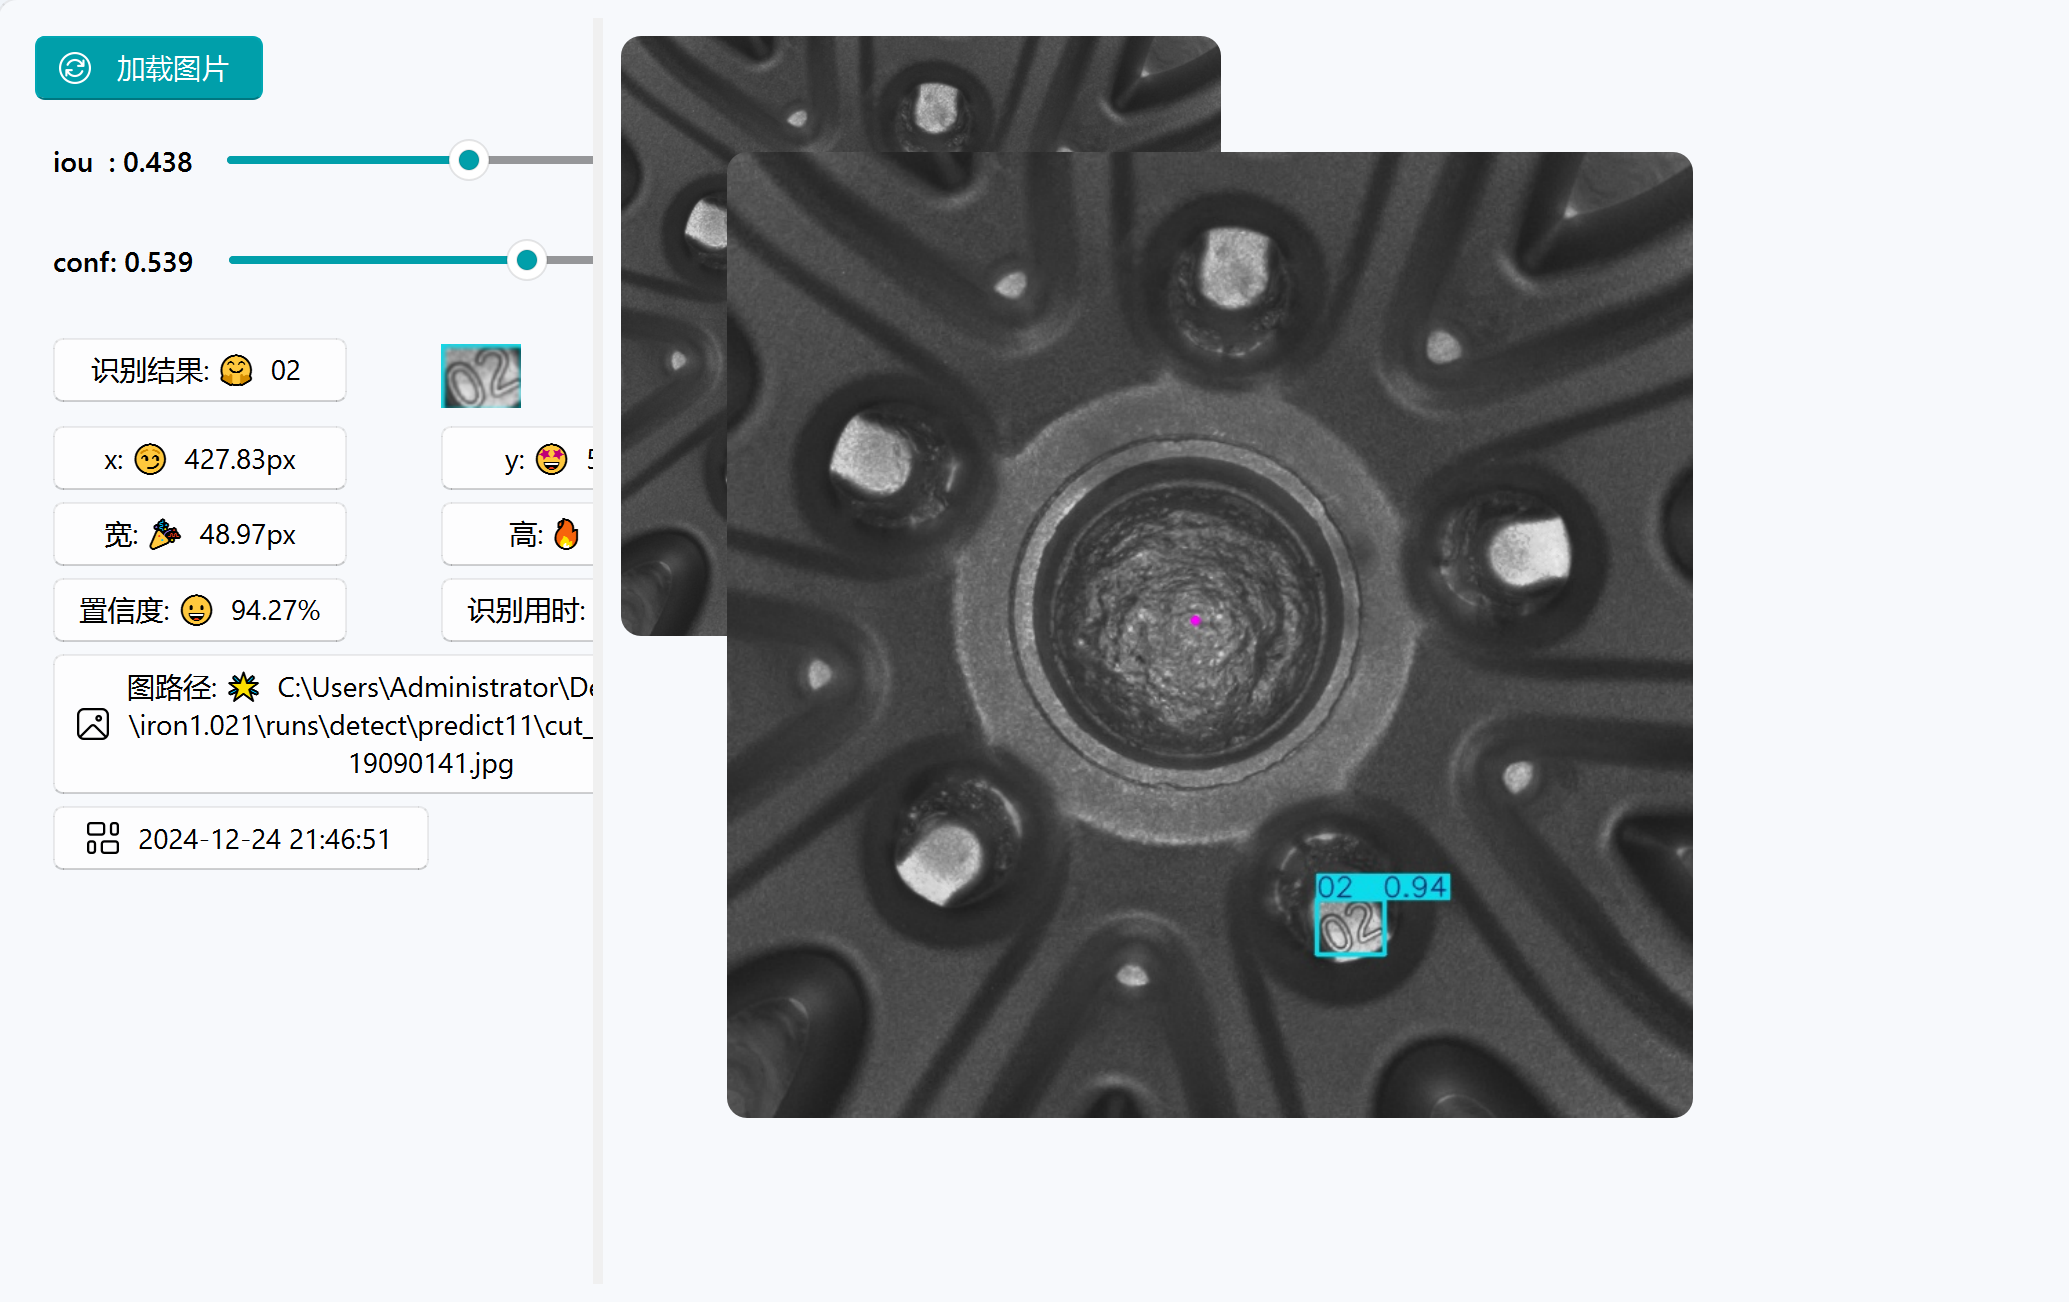 加载图片
iou : 0.438
conf: 0.539
识别结果: 🤗 02
02
x: 😏 427.83px
y: 🤩
宽: 🎉 48.97px
高: 🔥
置信度: 😀 94.27%
识别用时:
图路径: 🌟 C:\Users\Administrator\De
\iron1.021\runs\detect\predict11\cut_
19090141.jpg
2024-12-24 21:46:51
02 0.94
02